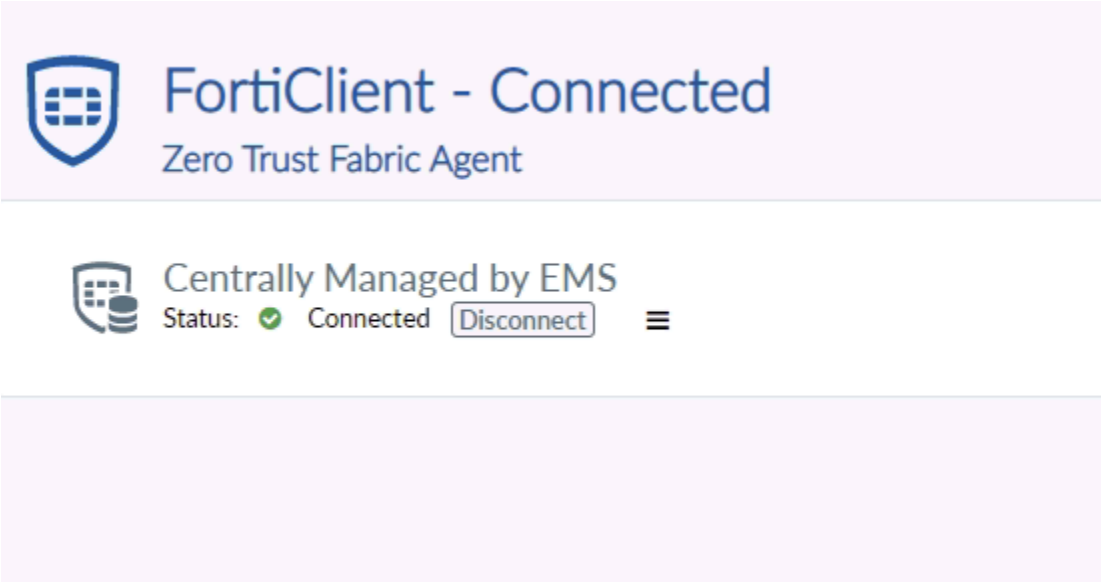 FortiClient - Connected
Zero Trust Fabric Agent
Centrally Managed by EMS
Status: Connected Disconnect